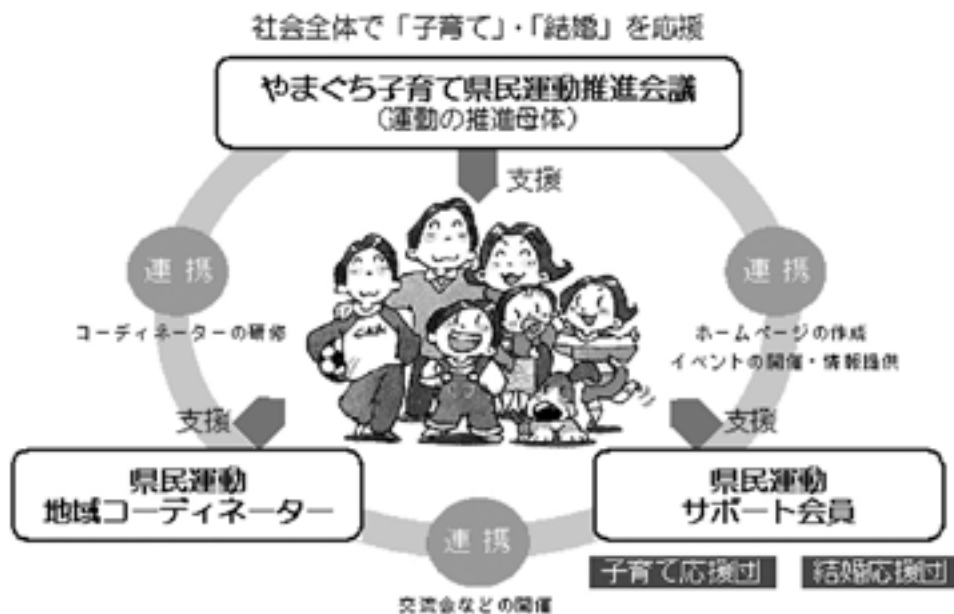 社会全体で「子育て」・「結婚」を応援
やまぐち子育て県民運動推進会議
(運動の推進母体)
支援
連携
連携
コーディネーターの研修
ホームページの作成
イベントの開催・情報提供
支援
支援
県民運動
地域コーディネーター
県民運動
サポート会員
連携
子育て応援団
結婚応援団
交流会などの開催